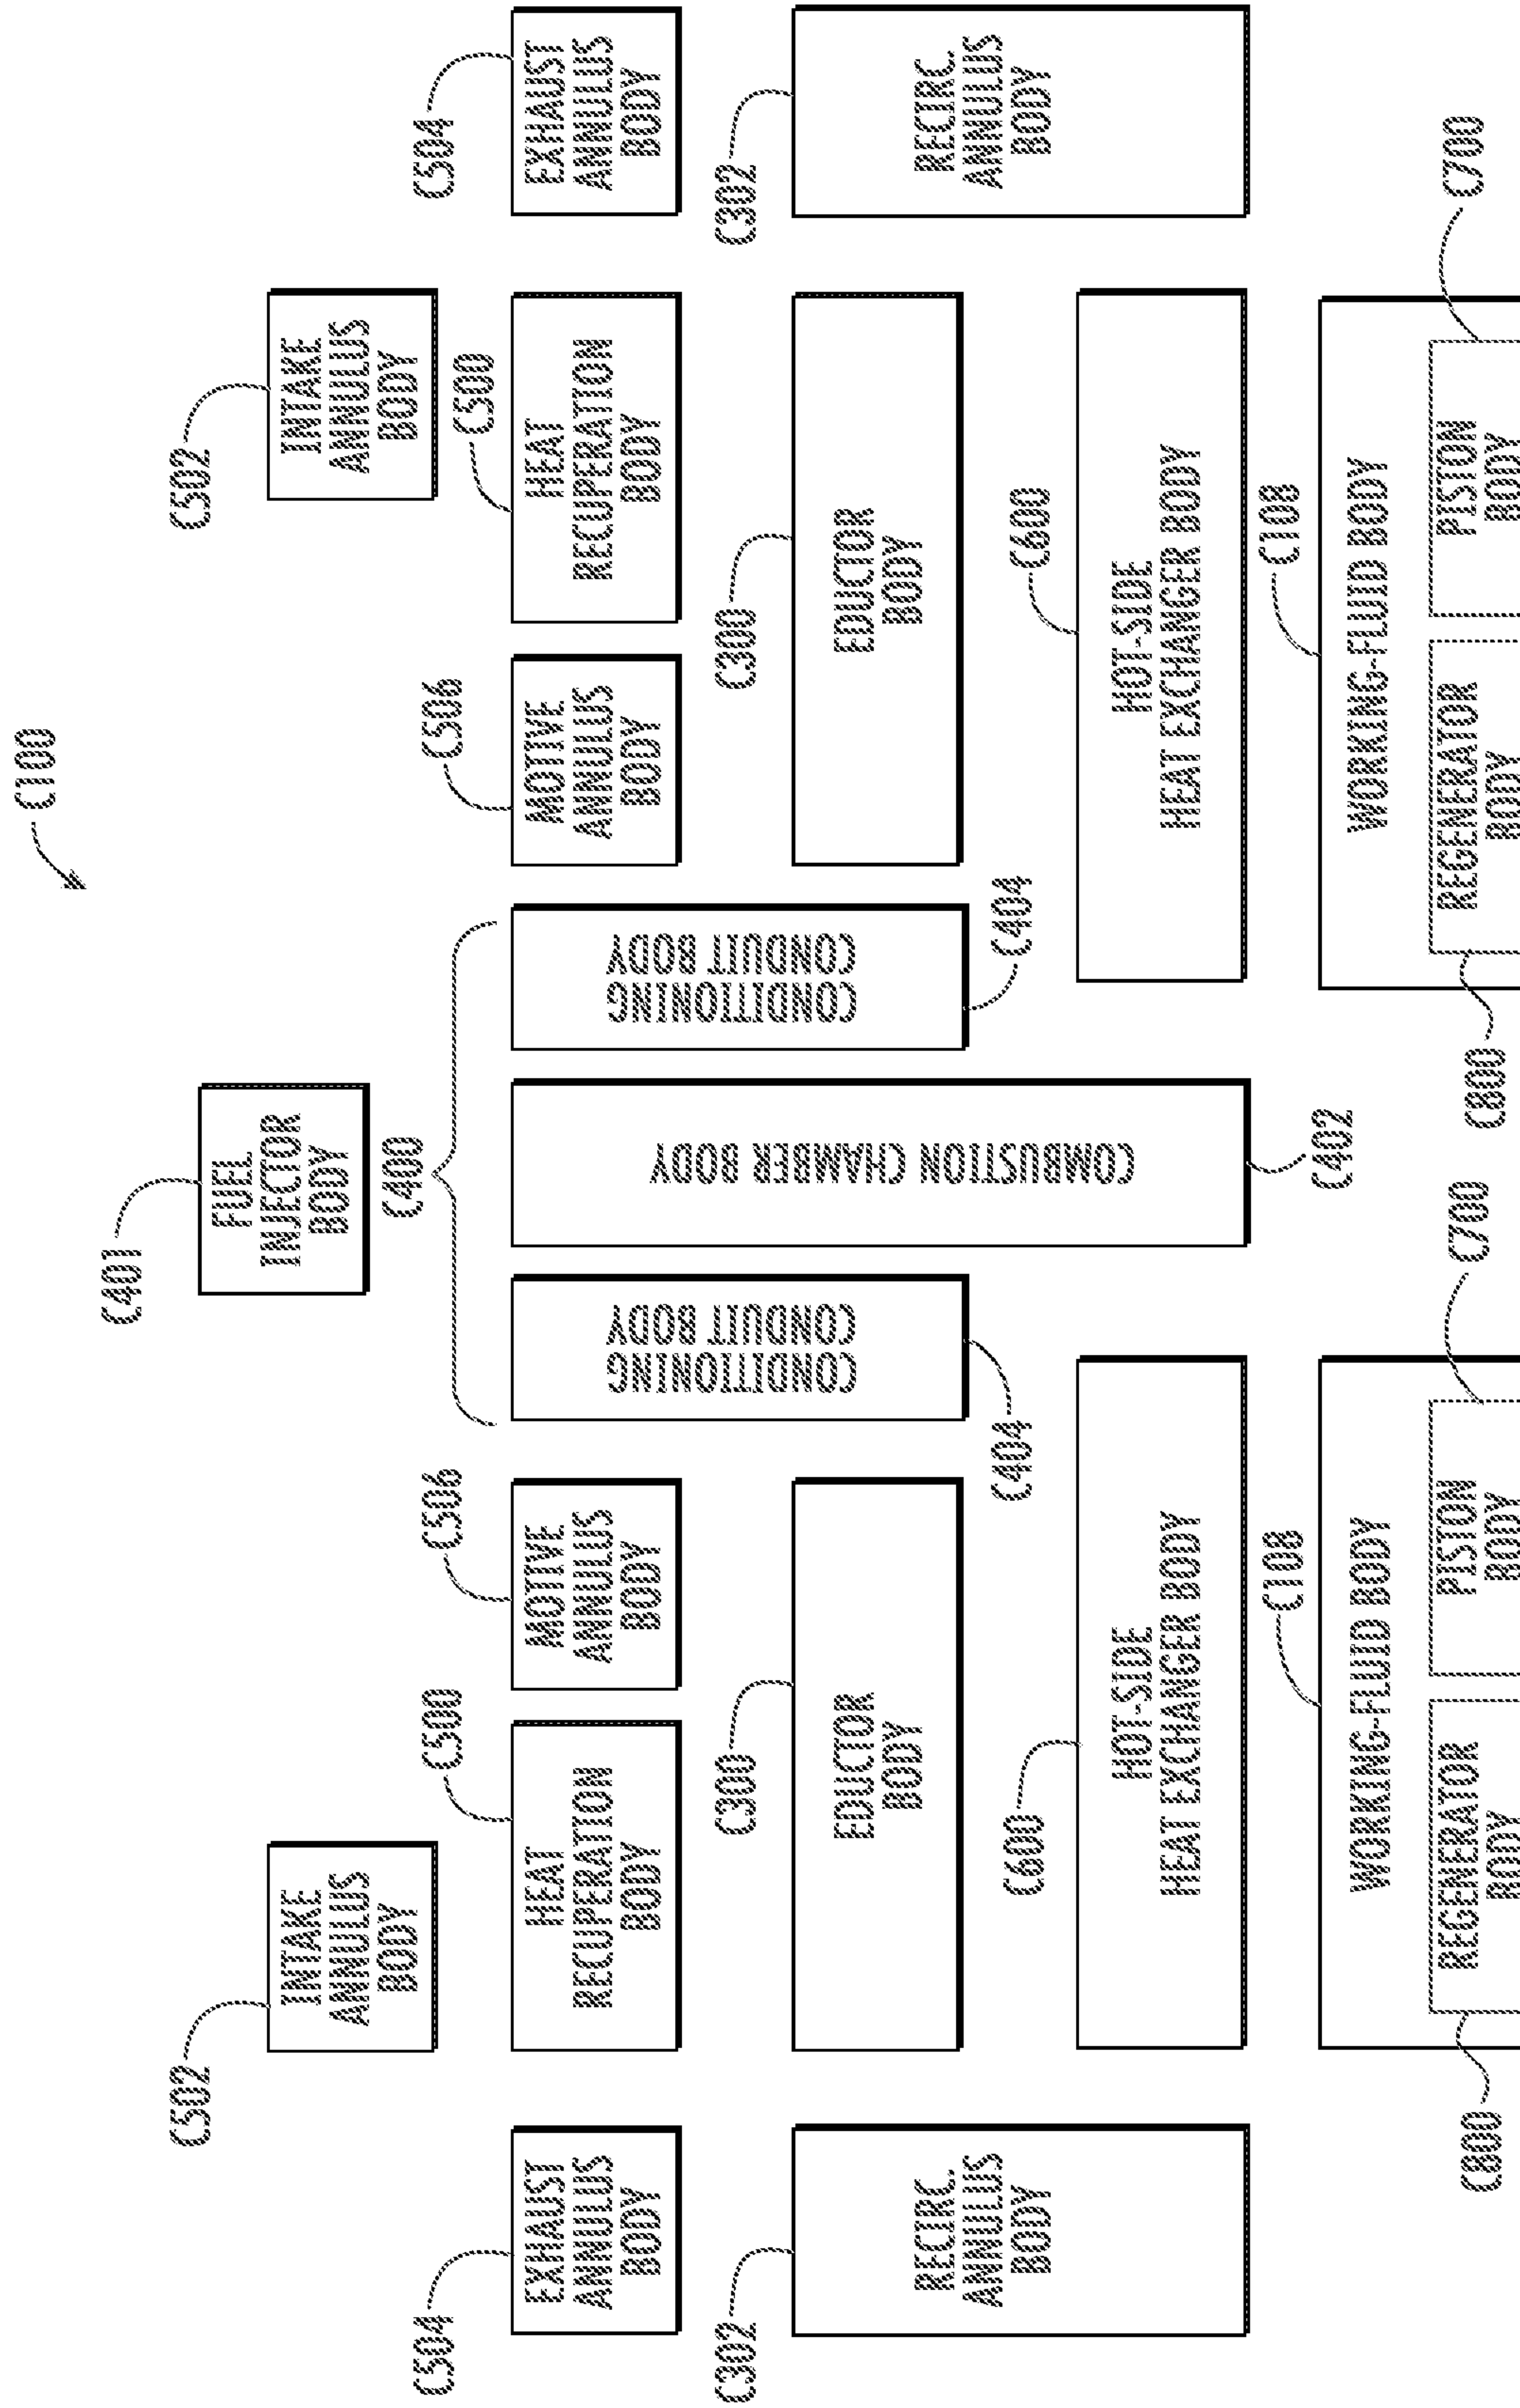 C100
C401
FUEL
INJECTOR
BODY
C502
INTAKE
ANNULUS
BODY
C502
INTAKE
ANNULUS
BODY
C400
C504
EXHAUST
ANNULUS
BODY
C500
HEAT
RECUPERATION
BODY
C506
MOTIVE
ANNULUS
BODY
CONDITIONING
CONDUIT BODY
C404
COMBUSTION CHAMBER BODY
C402
CONDITIONING
CONDUIT BODY
C404
C506
MOTIVE
ANNULUS
BODY
C500
HEAT
RECUPERATION
BODY
C504
EXHAUST
ANNULUS
BODY
C302
RECIRC.
ANNULUS
BODY
C300
EDUCTOR
BODY
C300
EDUCTOR
BODY
C302
RECIRC.
ANNULUS
BODY
C600
HOT-SIDE
HEAT EXCHANGER BODY
C600
HOT-SIDE
HEAT EXCHANGER BODY
C108
WORKING-FLUID BODY
C800
REGENERATOR
BODY
C700
PISTON
BODY
C108
WORKING-FLUID BODY
C800
REGENERATOR
BODY
C700
PISTON
BODY